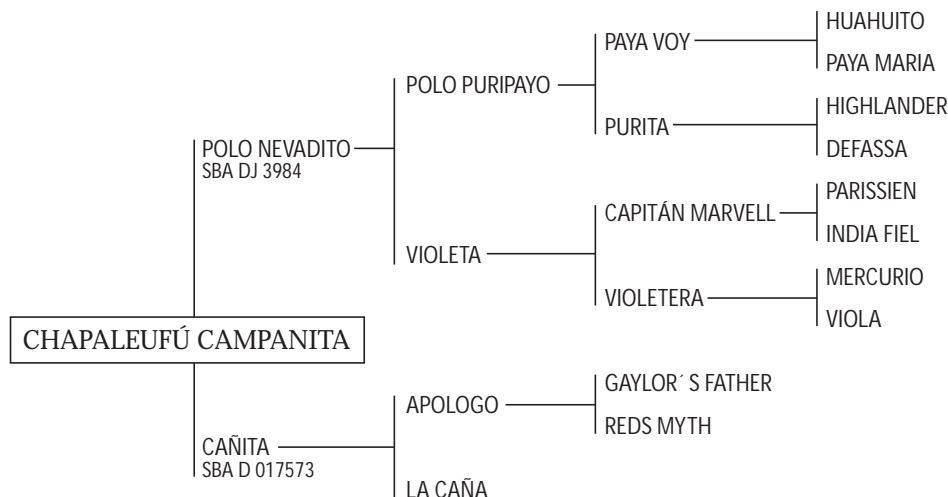 HUAHUITO
PAYA VOY
PAYA MARIA
POLO PURIPAYO
HIGHLANDER
PURITA
DEFASSA
POLO NEVADITO
SBA DJ 3984
PARISSIEN
CAPITÁN MARVELL
INDIA FIEL
VIOLETA
MERCURIO
VIOLETERA
VIOLA
CHAPALEUFÚ CAMPANITA
GAYLOR´S FATHER
APOLOGO
REDS MYTH
CAÑITA
SBA D 017573
LA CAÑA